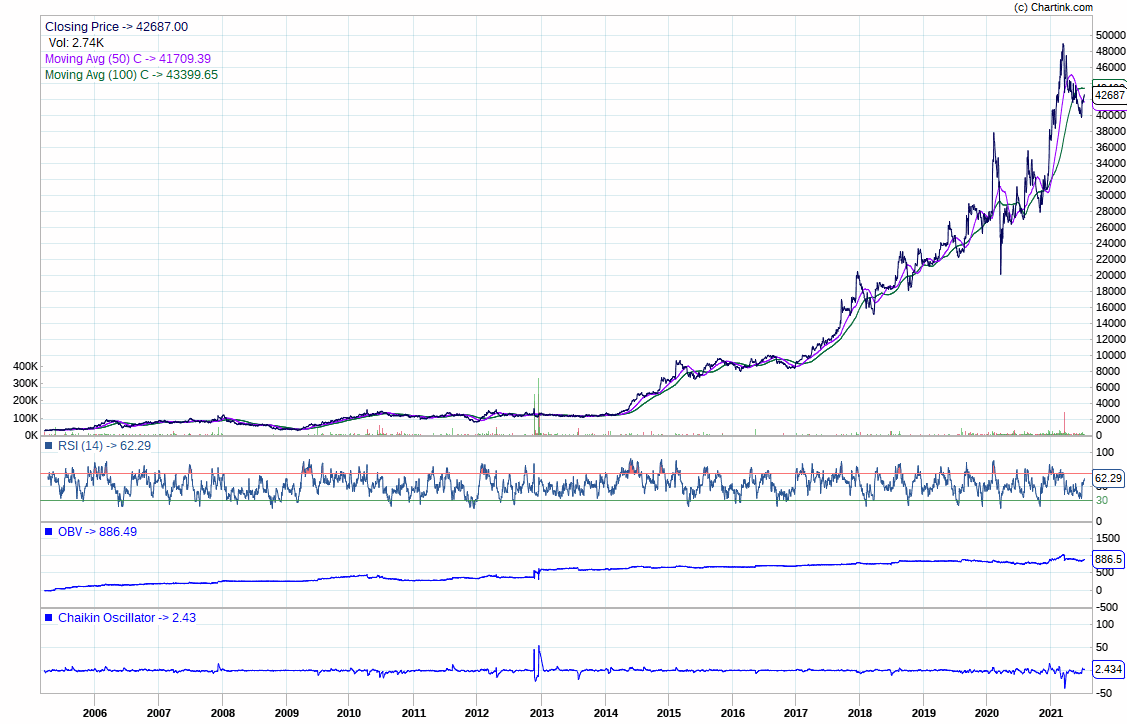 (c) Chartink.com
Closing Price -> 42687.00
Vol: 2.74K
Moving Avg (50) C -> 41709.39
Moving Avg (100) C -> 43399.65
50000
48000
46000
42687
40000
38000
36000
34000
32000
30000
28000
26000
24000
22000
20000
18000
16000
14000
12000
10000
8000
6000
4000
2000
0
400K
300K
200K
100K
0K
RSI (14) -> 62.29
100
62.29
30
0
OBV -> 886.49
1500
886.5
500
0
-500
Chaikin Oscillator -> 2.43
100
50
2.434
-50
2006 2007 2008 2009 2010 2011 2012 2013 2014 2015 2016 2017 2018 2019 2020 2021